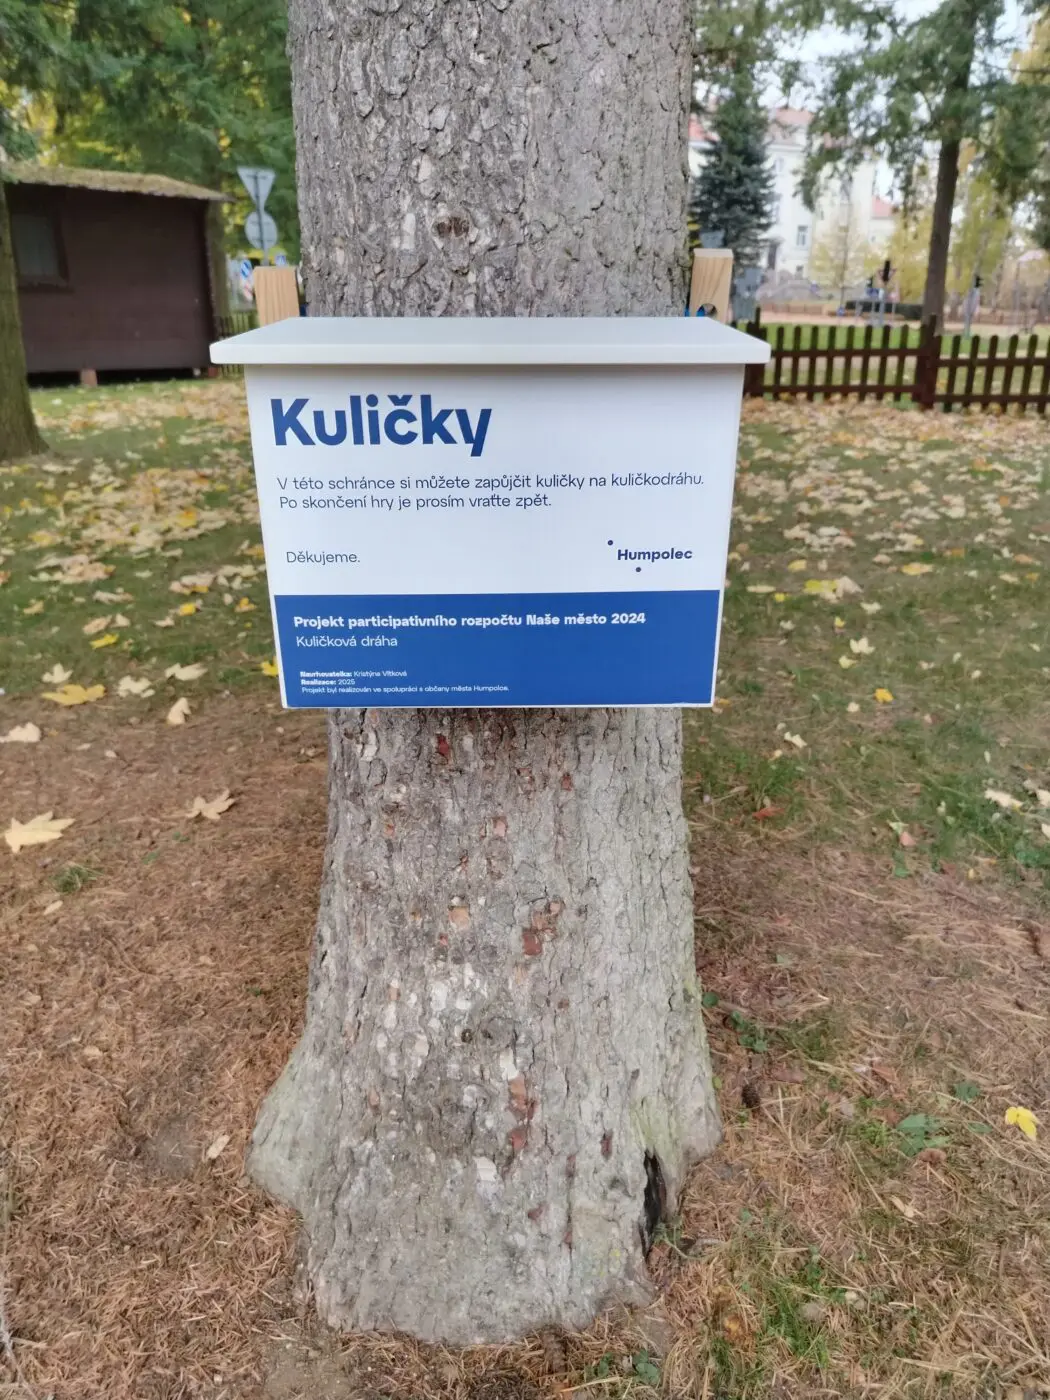 Kuličky
V této schránce si můžete zapůjčit kuličky na kuličkodráhu.
Po skončení hry je prosím vraťte zpět.
Děkujeme.
Humpolec
Projekt participativního rozpočtu Naše město 2024
Kuličková dráha
Navrhovatelka: Kristýna Vítková
Realizace: 2025
Projekt byl realizován ve spolupráci s občany města Humpolce.